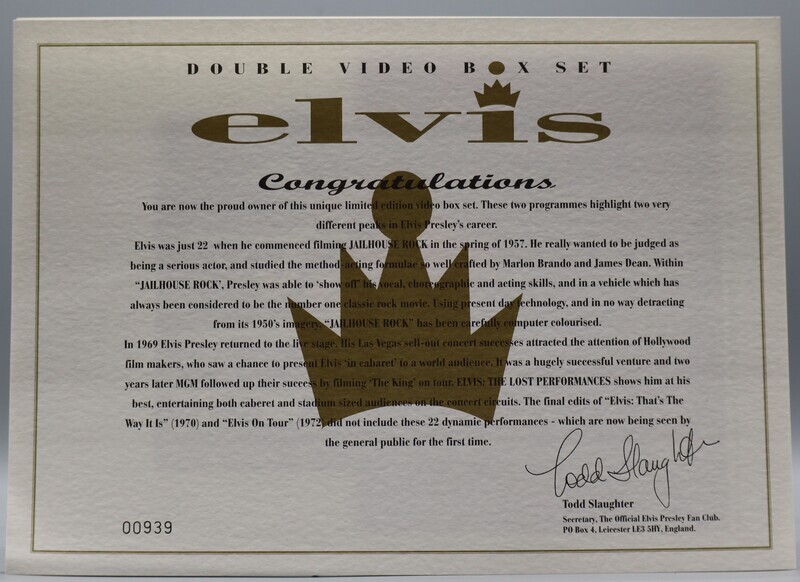 DOUBLE VIDEO BOX SET
elvis
Congratulations
You are now the proud owner of this unique limited edition video box set. These two programmes highlight two very
different peaks in Elvis Presley's career.
Elvis was just 22 when he commenced filming JAILHOUSE ROCK in the spring of 1957. He really wanted to be judged as
being a serious actor, and studied the method-acting formulae so well crafted by Marlon Brando and James Dean. Within
"JAILHOUSE ROCK', Presley was able to 'show off' his vocal, choreographic and acting skills, and in a vehicle which has
always been considered to be the number one classic rock movie. Using present day technology, and in no way detracting
from its 1950's imagery, "JAILHOUSE ROCK" has been carefully computer colourised.
In 1969 Elvis Presley returned to the live stage. His Las Vegas sell-out concert successes attracted the attention of Hollywood
film makers, who saw a chance to present Elvis 'in cabaret' to a world audience. It was a hugely successful venture and two
years later MGM followed up their success by filming 'The King' on tour. ELVIS: THE LOST PERFORMANCES shows him at his
best, entertaining both caberet and stadium sized audiences on the concert circuits. The final edits of "Elvis: That's The
Way It Is" (1970) and "Elvis On Tour" (1972) did not include these 22 dynamic performances - which are now being seen by
the general public for the first time.
Todd Slaughter
Todd Slaughter
Secretary, The Official Elvis Presley Fan Club.
PO Box 4, Leicester LE3 5HY, England.
00939